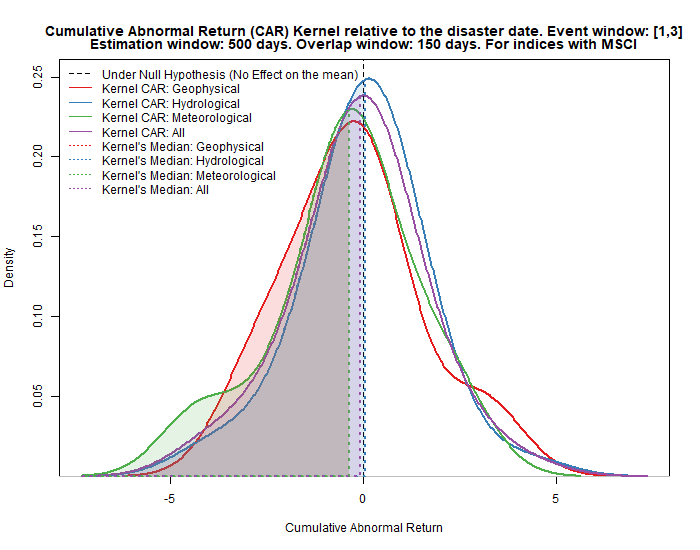 Cumulative Abnormal Return (CAR) Kernel relative to the disaster date. Event window: [1,3]
Estimation window: 500 days. Overlap window: 150 days. For indices with MSCI
Under Null Hypothesis (No Effect on the mean)
Kernel CAR: Geophysical
Kernel CAR: Hydrological
Kernel CAR: Meteorological
Kernel CAR: All
Kernel's Median: Geophysical
Kernel's Median: Hydrological
Kernel's Median: Meteorological
Kernel's Median: All
0.25
0.20
0.15
0.10
0.05
Density
-5
0
5
Cumulative Abnormal Return